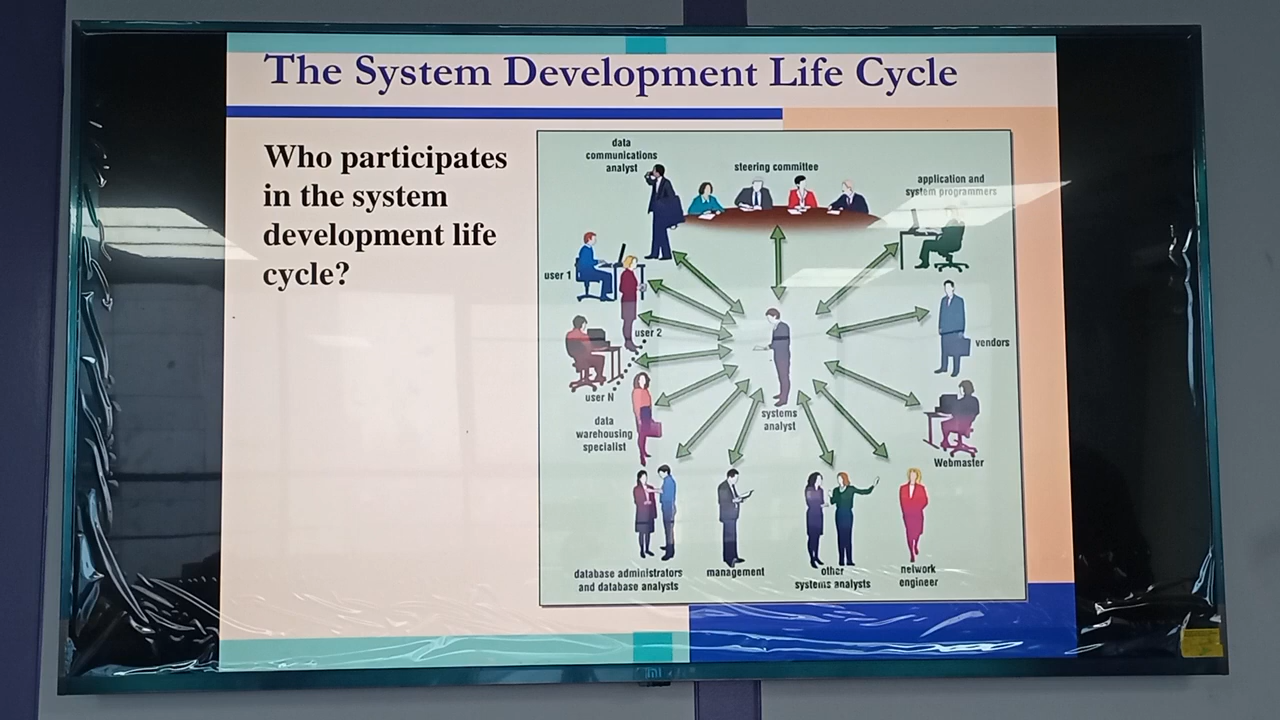 The System Development Life Cycle
Who participates
in the system
development life
cycle?
data
communications
analyst
steering committee
application and
system programmers
user 1
user 2
vendors
user N
systems
analyst
data
warehousing
specialist
Webmaster
database administrators
and database analysts
management
other
systems analysts
network
engineer
mi